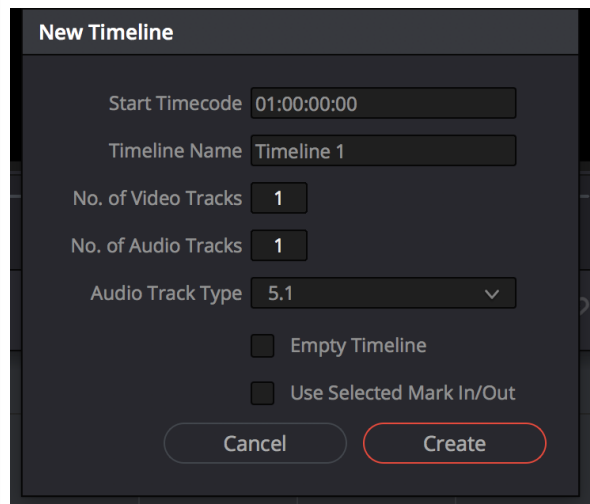 New Timeline
Start Timecode 01:00:00:00
Timeline Name Timeline 1
No. of Video Tracks 1
No. of Audio Tracks 1
Audio Track Type 5.1
Empty Timeline
Use Selected Mark In/Out
Cancel Create